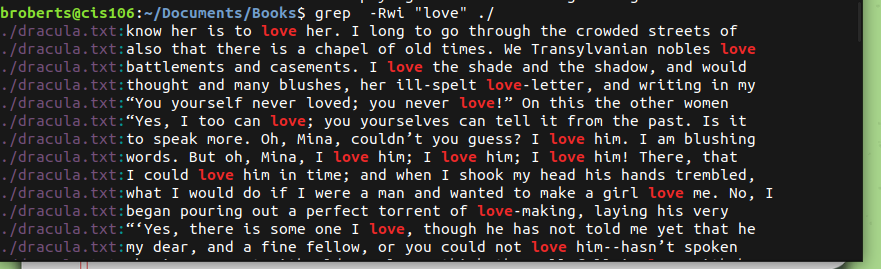 broberts@cis106:~/Documents/Books$ grep  -Rwi "love" ./
./dracula.txt:know her is to love her. I long to go through the crowded streets of
./dracula.txt:also that there is a chapel of old times. We Transylvanian nobles love
./dracula.txt:battlements and casements. I love the shade and the shadow, and would
./dracula.txt:thought and many blushes, her ill-spelt love-letter, and writing in my
./dracula.txt:“You yourself never loved; you never love!” On this the other women
./dracula.txt:“Yes, I too can love; you yourselves can tell it from the past. Is it
./dracula.txt:to speak more. Oh, Mina, couldn’t you guess? I love him. I am blushing
./dracula.txt:words. But oh, Mina, I love him; I love him; I love him! There, that
./dracula.txt:I could love him in time; and when I shook my head his hands trembled,
./dracula.txt:what I would do if I were a man and wanted to make a girl love me. No, I
./dracula.txt:began pouring out a perfect torrent of love-making, laying his very
./dracula.txt:“‘Yes, there is some one I love, though he has not told me yet that he
./dracula.txt:my dear, and a fine fellow, or you could not love him--hasn’t spoken